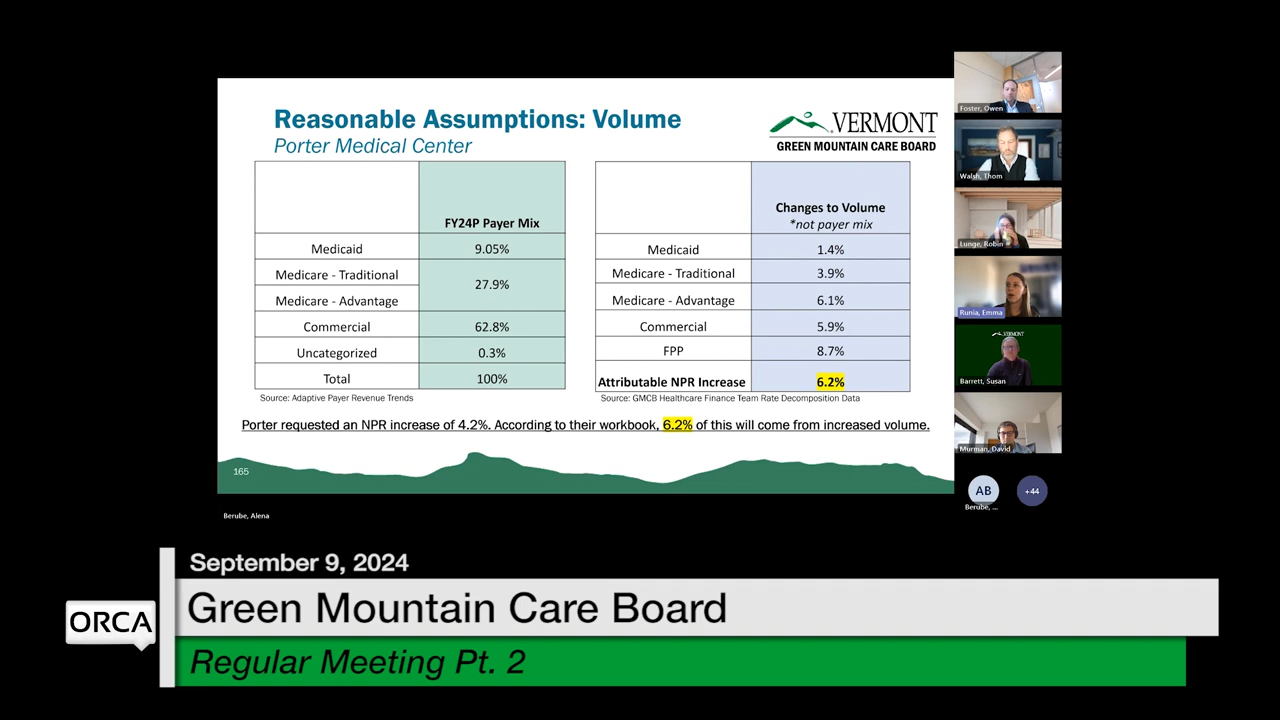 Reasonable Assumptions: Volume
Porter Medical Center
VERMONT
GREEN MOUNTAIN CARE BOARD
FY24P Payer Mix
Medicaid 9.05%
Medicare - Traditional
27.9%
Medicare - Advantage
Commercial 62.8%
Uncategorized 0.3%
Total 100%
Source: Adaptive Payer Revenue Trends
Changes to Volume
*not payer mix
Medicaid 1.4%
Medicare - Traditional 3.9%
Medicare - Advantage 6.1%
Commercial 5.9%
FPP 8.7%
Attributable NPR Increase 6.2%
Source: GMCB Healthcare Finance Team Rate Decomposition Data
Porter requested an NPR increase of 4.2%. According to their workbook, 6.2% of this will come from increased volume.
165
Berube, Alena
Foster, Owen
Walsh, Thom
Lunge, Robin
Runia, Emma
VERMONT
Barrett, Susan
Murman, David
AB
+44
Berube, ...
September 9, 2024
ORCA
Green Mountain Care Board
Regular Meeting Pt. 2